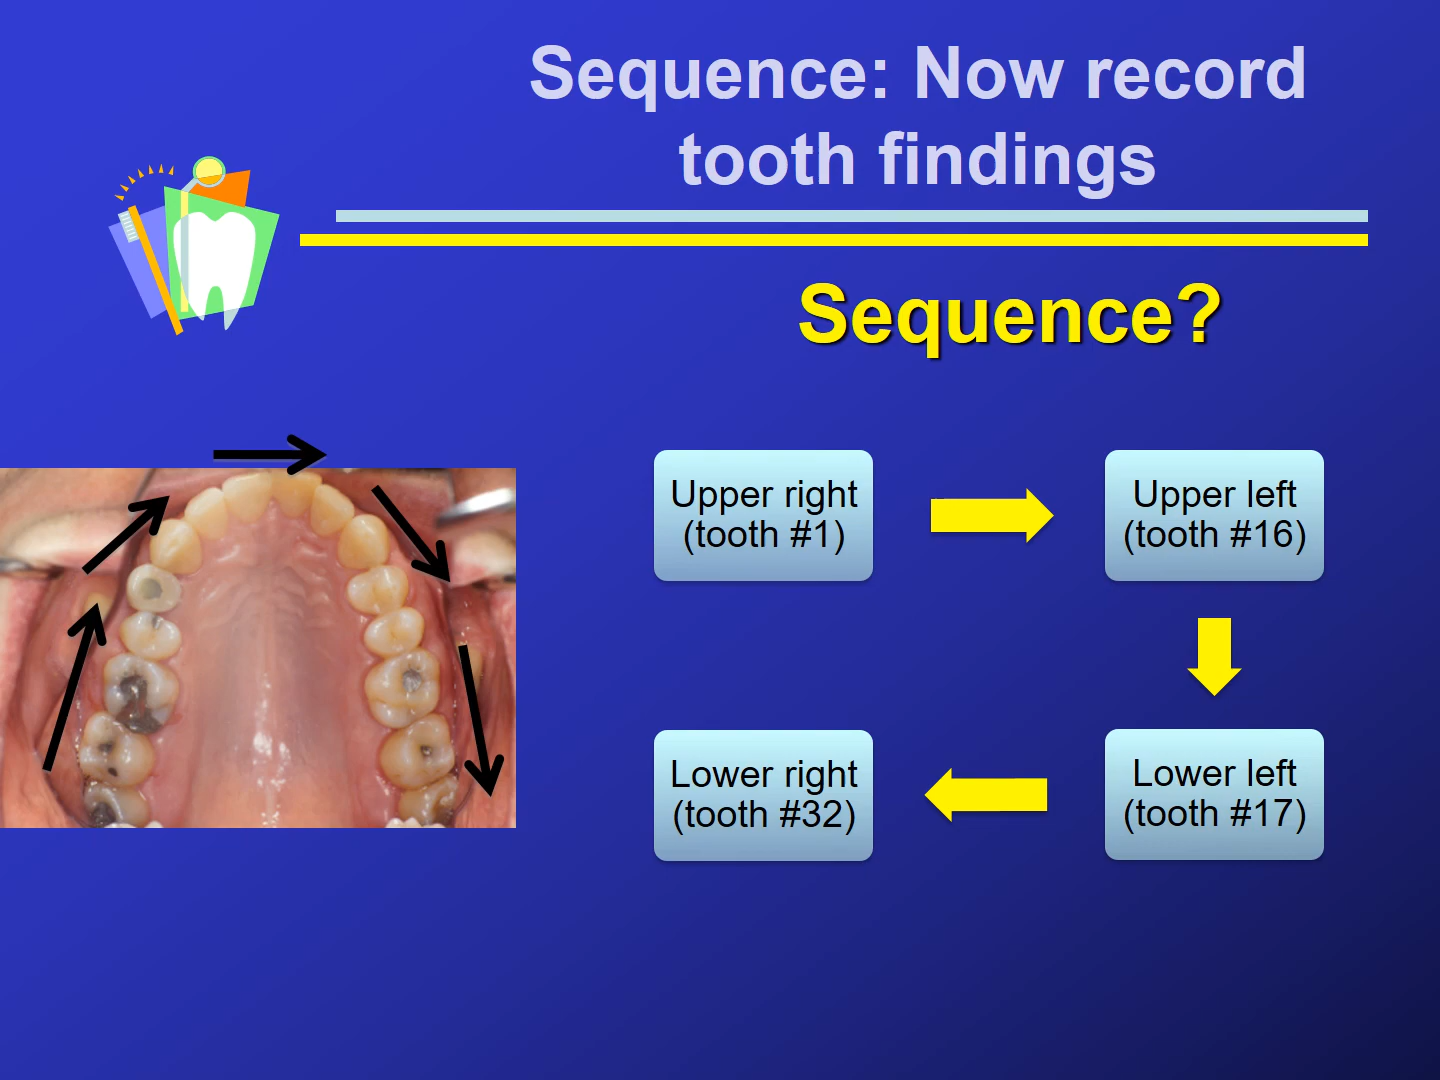 Sequence: Now record
tooth findings
Sequence?
Upper right
(tooth #1)
Upper left
(tooth #16)
Lower left
(tooth #17)
Lower right
(tooth #32)